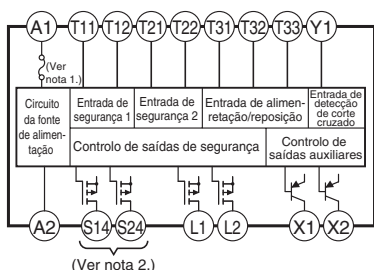 A1 T11 T12 T21 T22 T31 T32 T33 Y1
(Ver
nota 1.)
Circuito
da fonte
de alimen-
tação
Entrada de
segurança 1
Entrada de
segurança 2
Entrada de alimen-
retação/reposição
Entrada de
detecção
de corte
cruzado
Controlo de saídas de segurança
Controlo de
saídas auxiliares
A2 S14 S24 L1 L2 X1 X2
(Ver nota 2.)